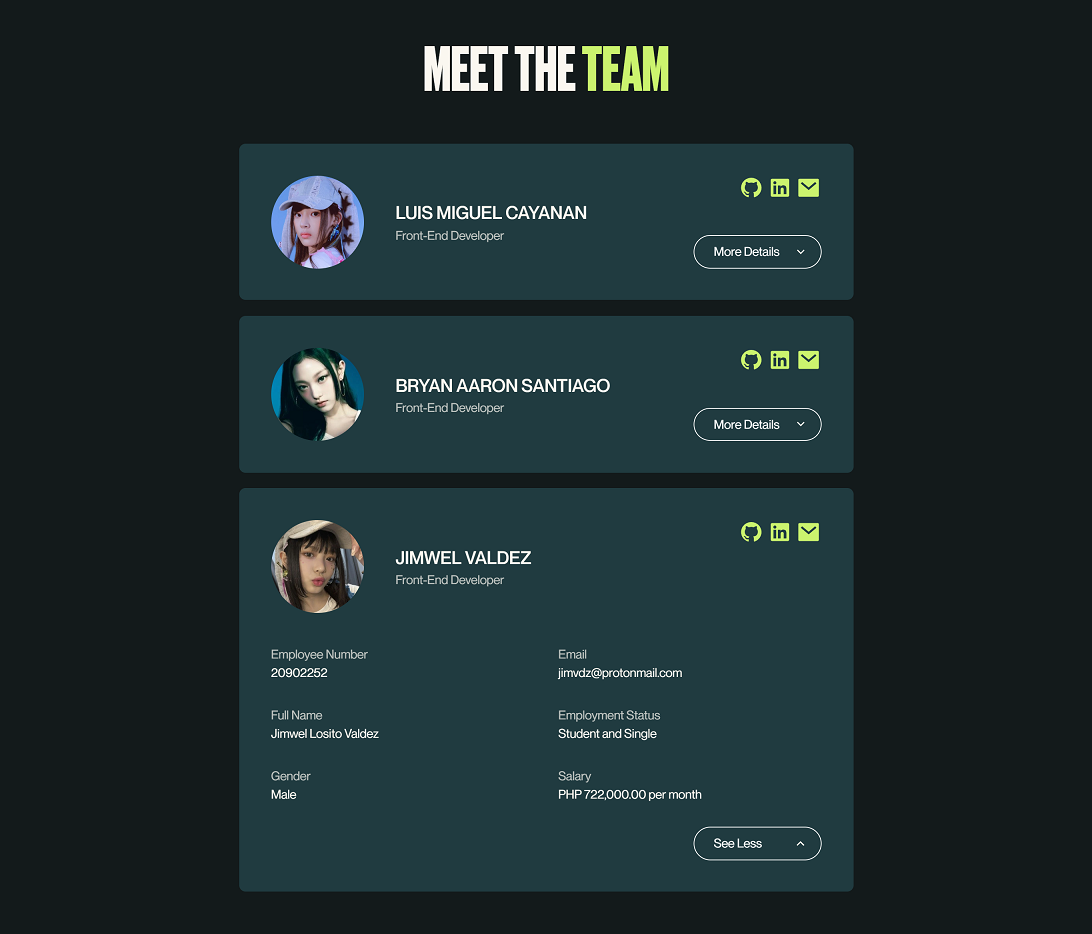 MEET THE TEAM
LUIS MIGUEL CAYANAN
Front-End Developer
More Details
BRYAN AARON SANTIAGO
Front-End Developer
More Details
JIMWEL VALDEZ
Front-End Developer
Employee Number
20902252
Email
jimvdz@protonmail.com
Full Name
Jimwel Losito Valdez
Employment Status
Student and Single
Gender
Male
Salary
PHP 722,000.00 per month
See Less